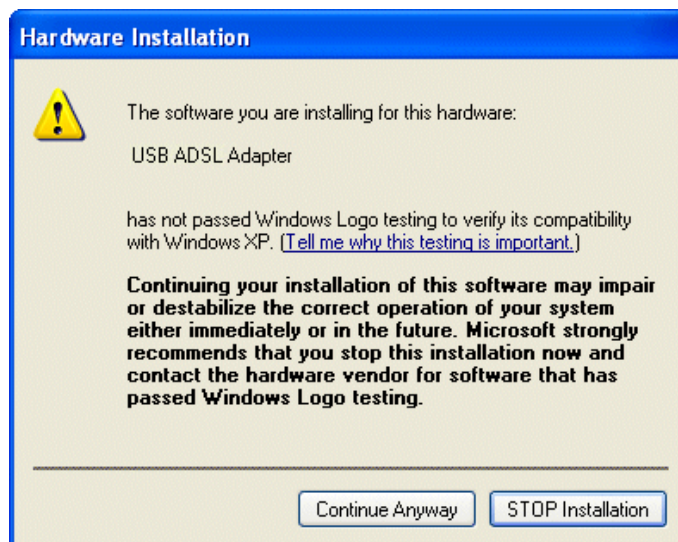 Hardware Installation
The software you are installing for this hardware:
USB ADSL Adapter
has not passed Windows Logo testing to verify its compatibility
with Windows XP. (Tell me why this testing is important.)
Continuing your installation of this software may impair
or destabilize the correct operation of your system
either immediately or in the future. Microsoft strongly
recommends that you stop this installation now and
contact the hardware vendor for software that has
passed Windows Logo testing.
Continue Anyway
STOP Installation